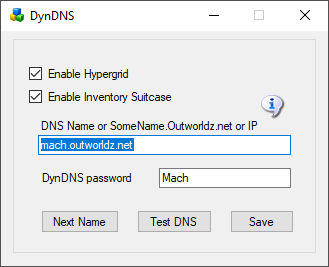 DynDNS
Enable Hypergrid
Enable Inventory Suitcase
DNS Name or SomeName.Outworldz.net or IP
mach.outworldz.net
DynDNS password
Mach
Next Name
Test DNS
Save